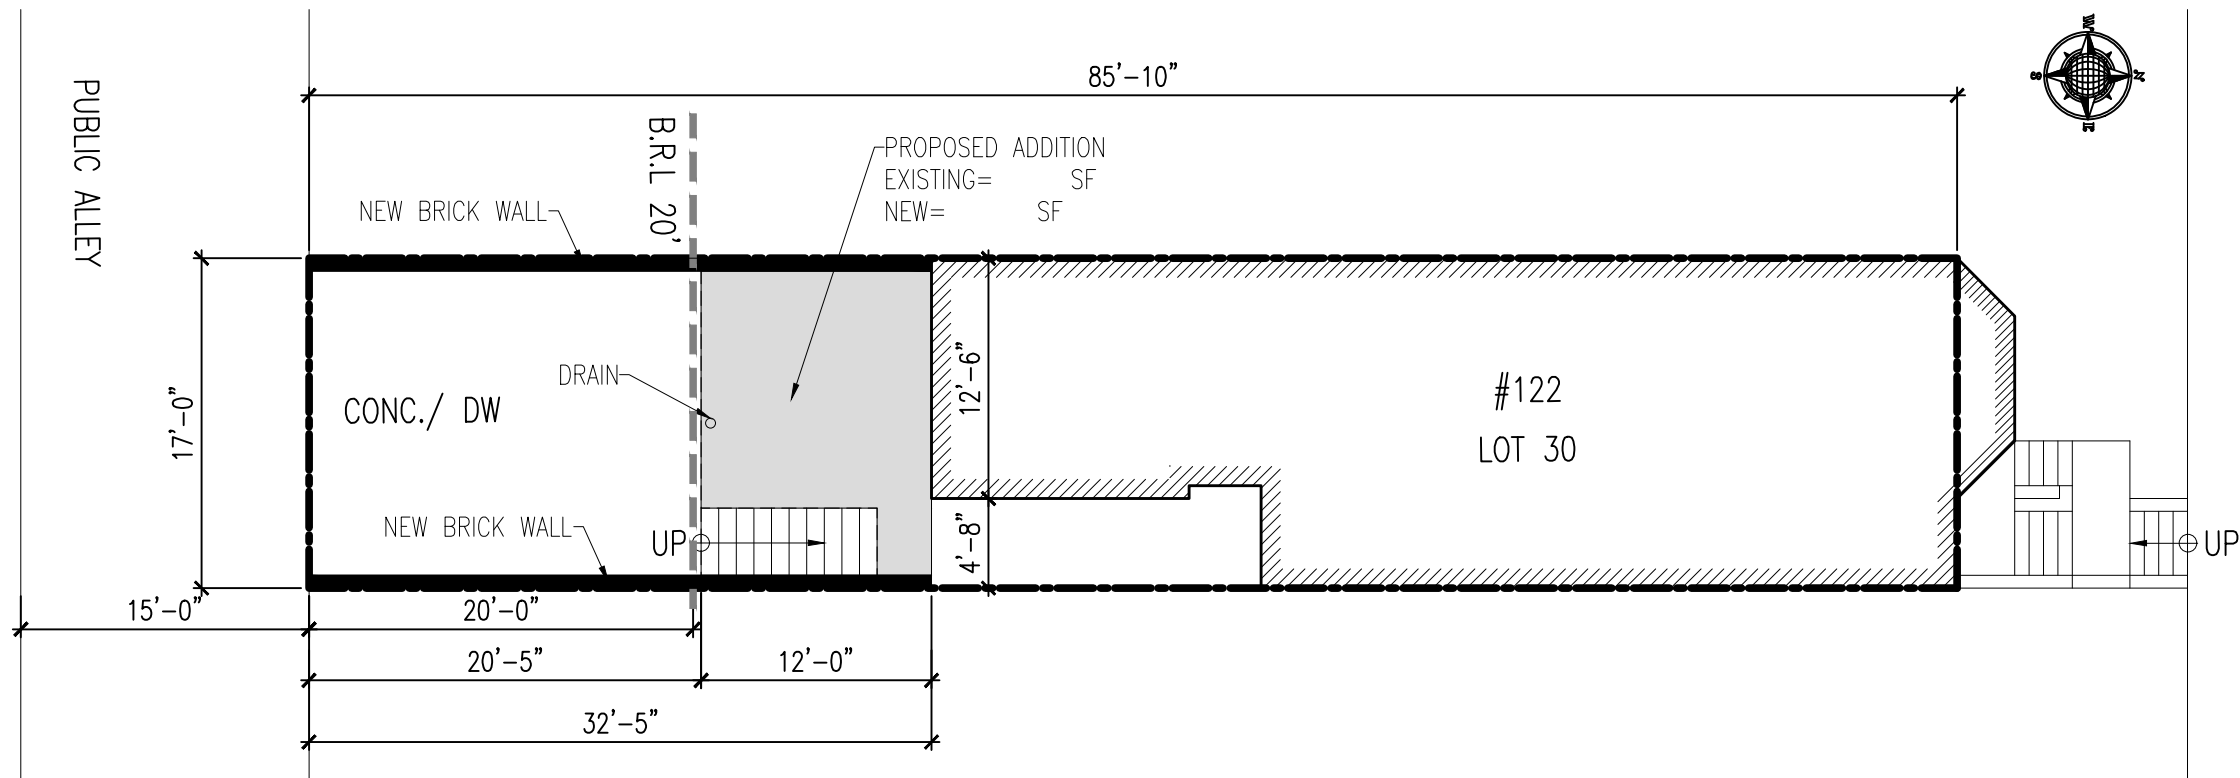 W
N
S
E
85'-10"
PUBLIC ALLEY
B.R.L 20'
PROPOSED ADDITION
EXISTING= SF
NEW= SF
NEW BRICK WALL
17'-0"
CONC./ DW
DRAIN
12'-6"
#122
LOT 30
NEW BRICK WALL
UP
4'-8"
UP
15'-0"
20'-0"
20'-5"
12'-0"
32'-5"